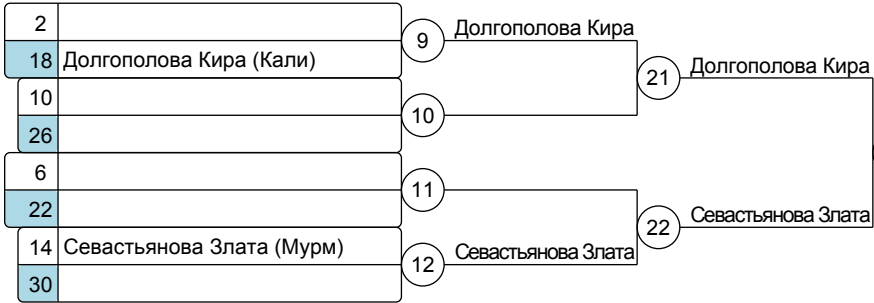 2
18 Долгополова Кира (Кали)
9 Долгополова Кира
10
26
10
21 Долгополова Кира
6
22
11
14 Севастьянова Злата (Мурм)
30
12 Севастьянова Злата
22 Севастьянова Злата